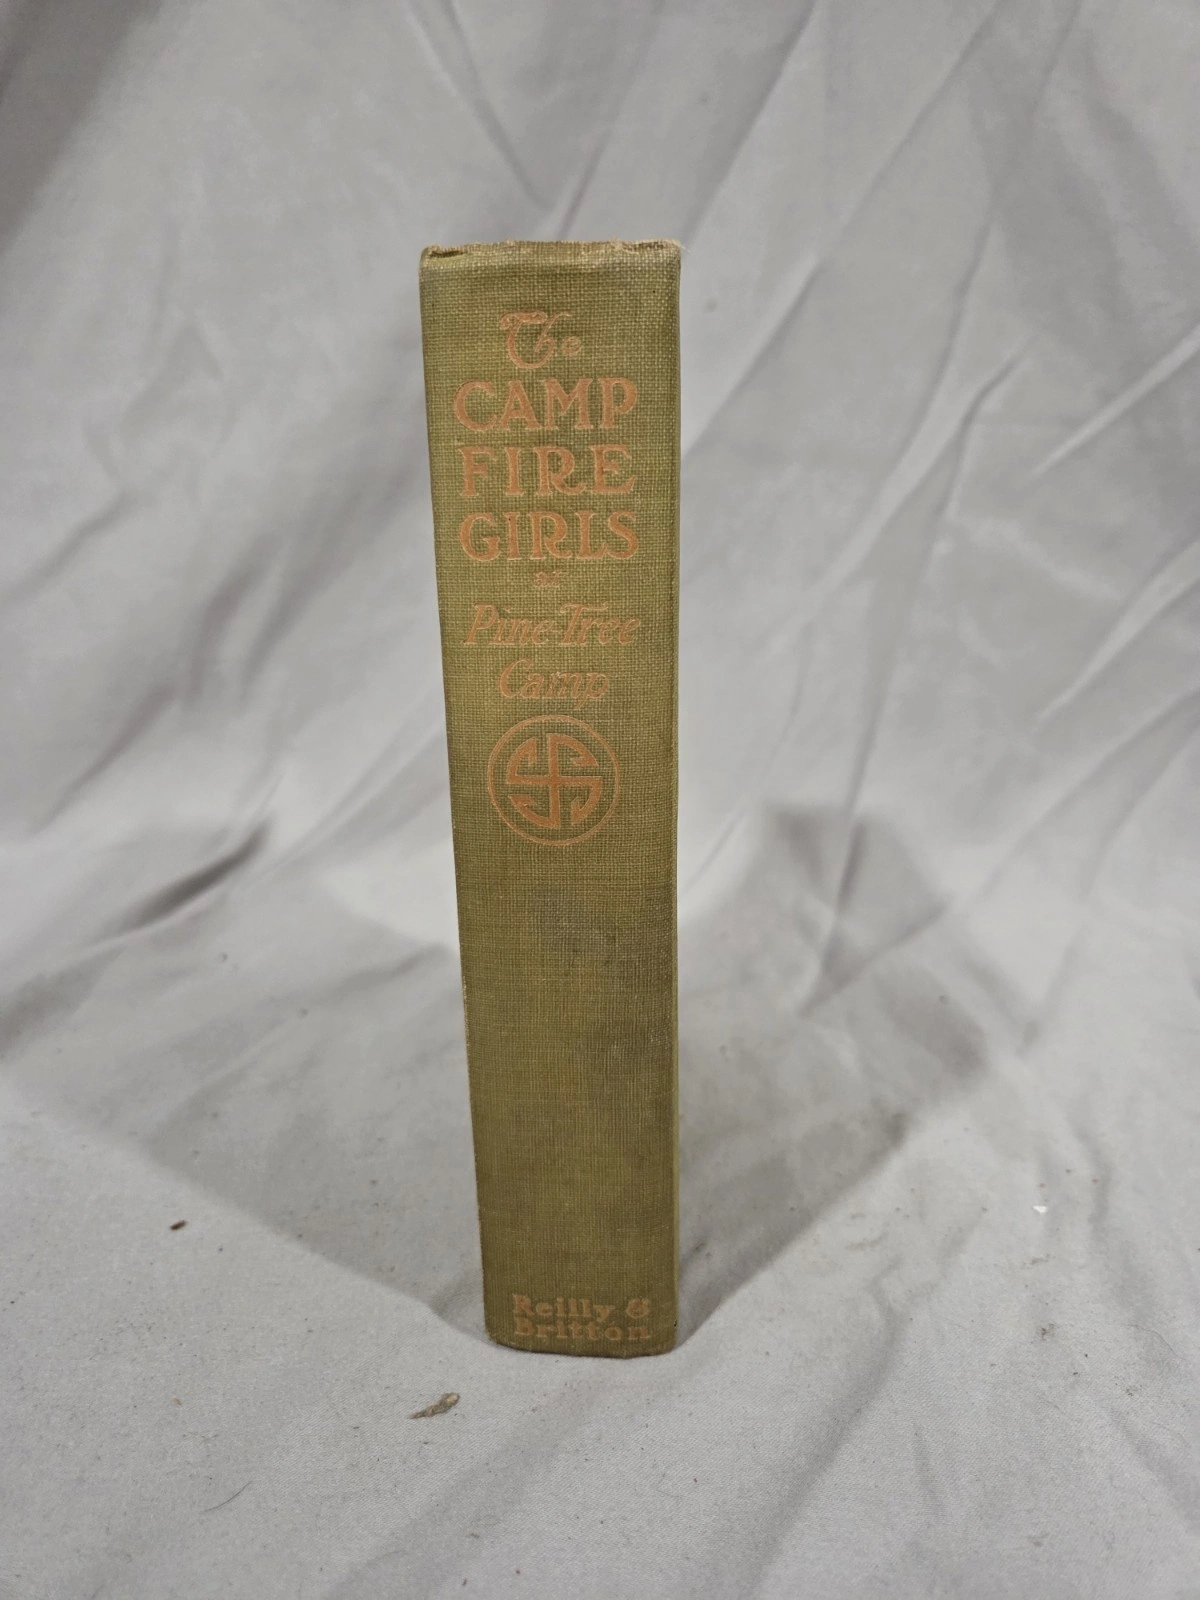 The
CAMP
FIRE
GIRLS
at
Pine-Tree
Camp
Reilly &
Britton